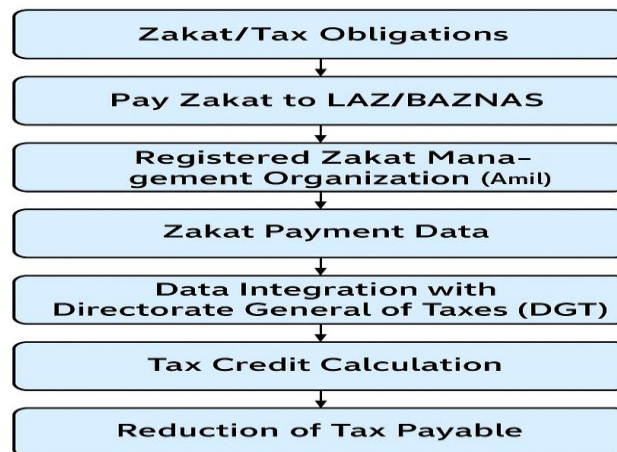 Zakat/Tax Obligations
Pay Zakat to LAZ/BAZNAS
Registered Zakat Mana-
gement Organization (Amil)
Zakat Payment Data
Data Integration with
Directorate General of Taxes (DGT)
Tax Credit Calculation
Reduction of Tax Payable